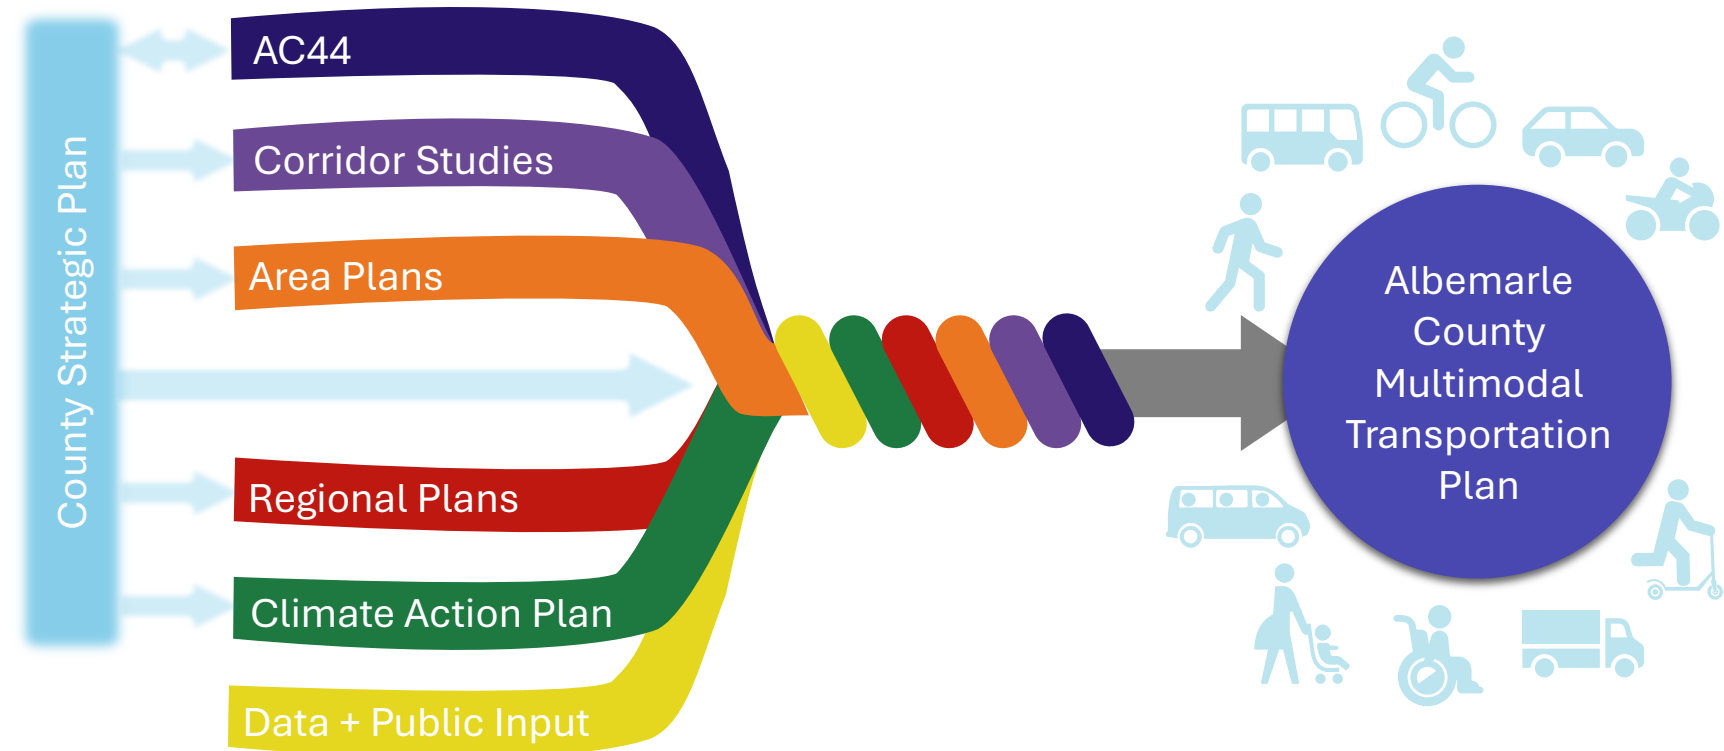 County Strategic Plan
AC44
Corridor Studies
Area Plans
Regional Plans
Climate Action Plan
Data + Public Input
Albemarle
County
Multimodal
Transportation
Plan